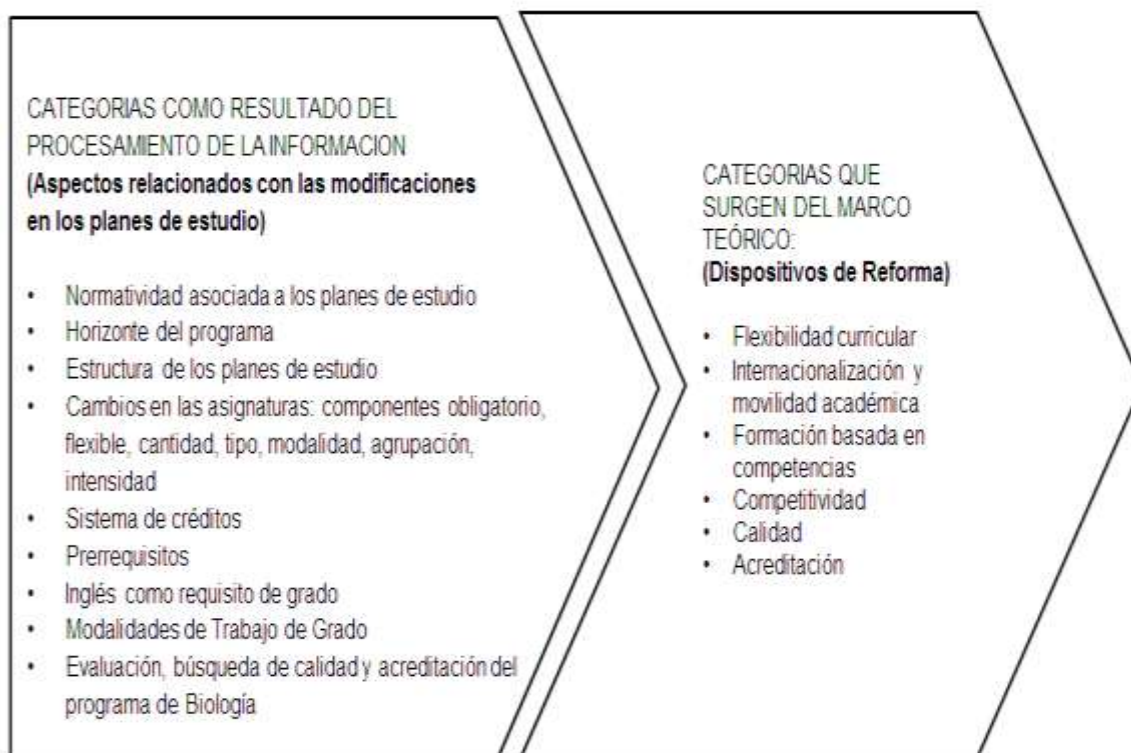 CATEGORIAS COMO RESULTADO DEL
PROCESAMIENTO DE LA INFORMACION
(Aspectos relacionados con las modificaciones
en los planes de estudio)
• Normatividad asociada a los planes de estudio
• Horizonte del programa
• Estructura de los planes de estudio
• Cambios en las asignaturas: componentes obligatorio,
flexible, cantidad, tipo, modalidad, agrupación,
intensidad
• Sistema de créditos
• Prerrequisitos
• Inglés como requisito de grado
• Modalidades de Trabajo de Grado
• Evaluación, búsqueda de calidad y acreditación del
programa de Biología
CATEGORIAS QUE
SURGEN DEL MARCO
TEÓRICO:
(Dispositivos de Reforma)
• Flexibilidad curricular
• Internacionalización y
movilidad académica
• Formación basada en
competencias
• Competitividad
• Calidad
• Acreditación